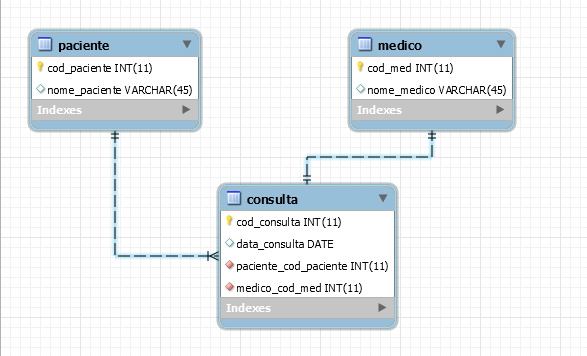 paciente
cod_paciente INT(11)
nome_paciente VARCHAR(45)
Indexes
medico
cod_med INT(11)
nome_medico VARCHAR(45)
Indexes
consulta
cod_consulta INT(11)
data_consulta DATE
paciente_cod_paciente INT(11)
medico_cod_med INT(11)
Indexes